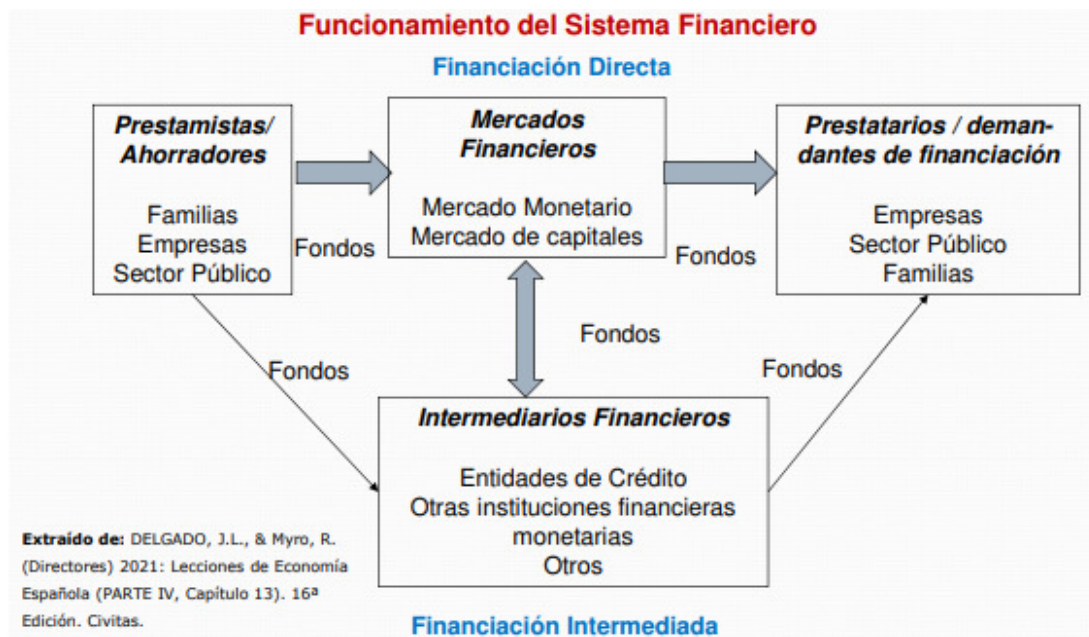 Funcionamiento del Sistema Financiero
Financiación Directa
Prestamistas/
Ahorradores
Familias
Empresas
Sector Público
Fondos
Mercados
Financieros
Mercado Monetario
Mercado de capitales
Fondos
Prestatarios / deman-
dantes de financiación
Empresas
Sector Público
Familias
Fondos
Fondos
Fondos
Intermediarios Financieros
Entidades de Crédito
Otras instituciones financieras
monetarias
Otros
Extraído de: DELGADO, J.L., & Myro, R.
(Directores) 2021: Lecciones de Economía
Española (PARTE IV, Capítulo 13). 16ª
Edición. Civitas.
Financiación Intermediada